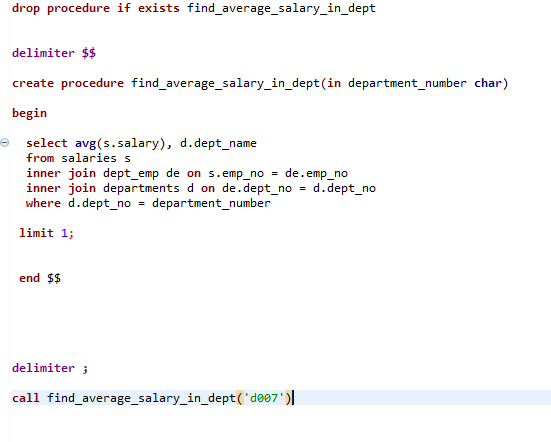 drop procedure if exists find_average_salary_in_dept
delimiter $$
create procedure find_average_salary_in_dept(in department_number char)
begin
select avg(s.salary), d.dept_name
from salaries s
inner join dept_emp de on s.emp_no = de.emp_no
inner join departments d on de.dept_no = d.dept_no
where d.dept_no = department_number
limit 1;
end $$
delimiter ;
call find_average_salary_in_dept('d007')